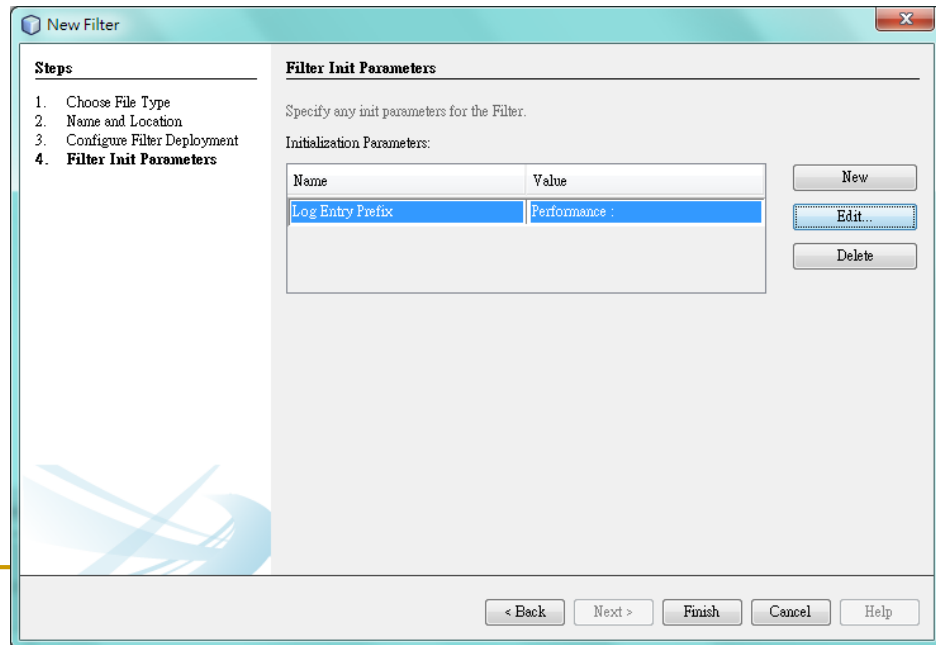 New Filter
Steps
1. Choose File Type
2. Name and Location
3. Configure Filter Deployment
4. Filter Init Parameters
Filter Init Parameters
Specify any init parameters for the Filter.
Initialization Parameters:
Name Value
Log Entry Prefix Performance :
New
Edit...
Delete
< Back Next > Finish Cancel Help